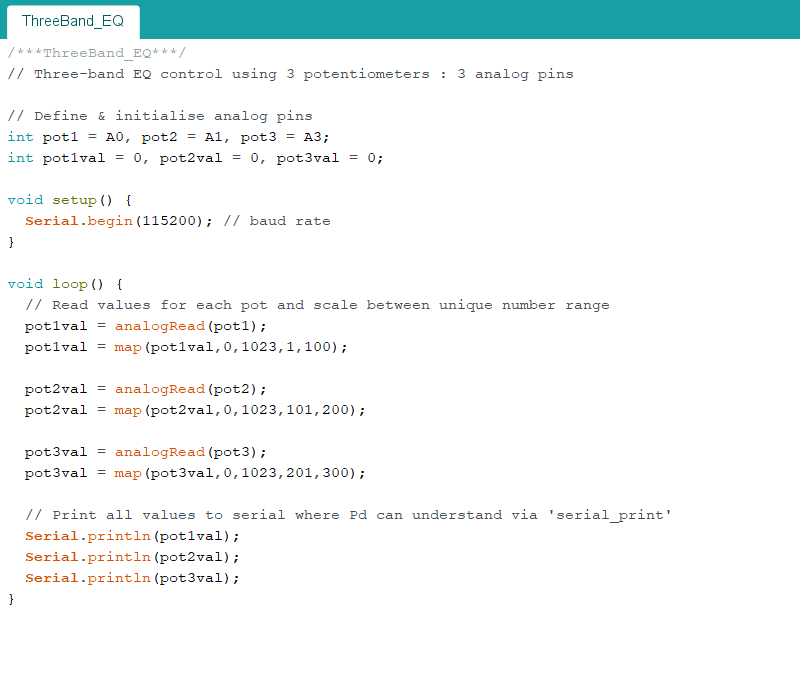 ThreeBand_EQ
/***ThreeBand_EQ***/
// Three-band EQ control using 3 potentiometers : 3 analog pins
// Define & initialise analog pins
int pot1 = A0, pot2 = A1, pot3 = A3;
int pot1val = 0, pot2val = 0, pot3val = 0;
void setup() {
Serial.begin(115200); // baud rate
}
void loop() {
// Read values for each pot and scale between unique number range
pot1val = analogRead(pot1);
pot1val = map(pot1val,0,1023,1,100);
pot2val = analogRead(pot2);
pot2val = map(pot2val,0,1023,101,200);
pot3val = analogRead(pot3);
pot3val = map(pot3val,0,1023,201,300);
// Print all values to serial where Pd can understand via 'serial_print'
Serial.println(pot1val);
Serial.println(pot2val);
Serial.println(pot3val);
}